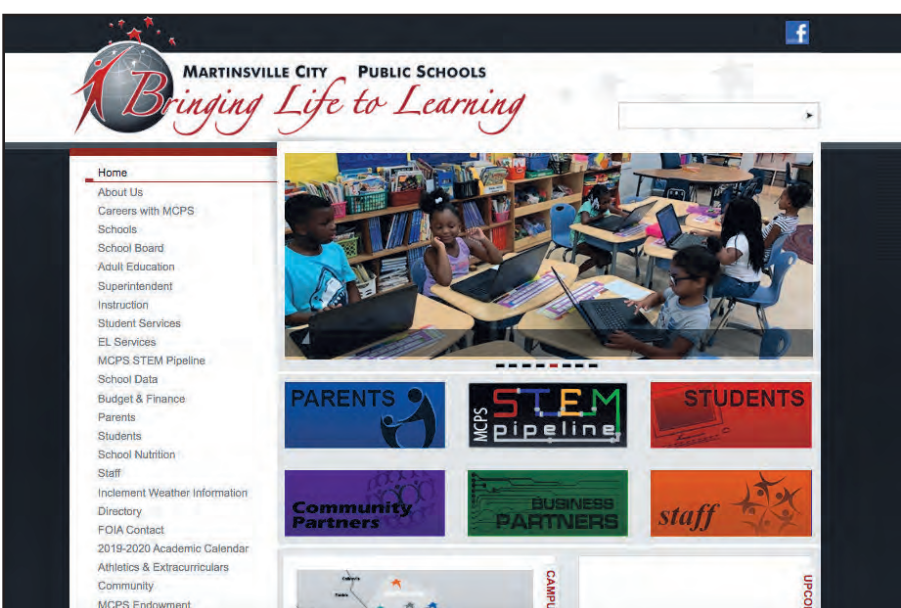 f
MARTINSVILLE CITY PUBLIC SCHOOLS
Bringing Life to Learning
Home
About Us
Careers with MCPS
Schools
School Board
Adult Education
Superintendent
Instruction
Student Services
EL Services
MCPS STEM Pipeline
School Data
Budget & Finance
Parents
Students
School Nutrition
Staff
Inclement Weather Information
Directory
FOIA Contact
2019-2020 Academic Calendar
Athletics & Extracurriculars
Community
MCPS Endowment
PARENTS
MCPS
STEM
pipeline
STUDENTS
Community
Partners
BUSINESS
PARTNERS
staff
CAMPU
UPCO